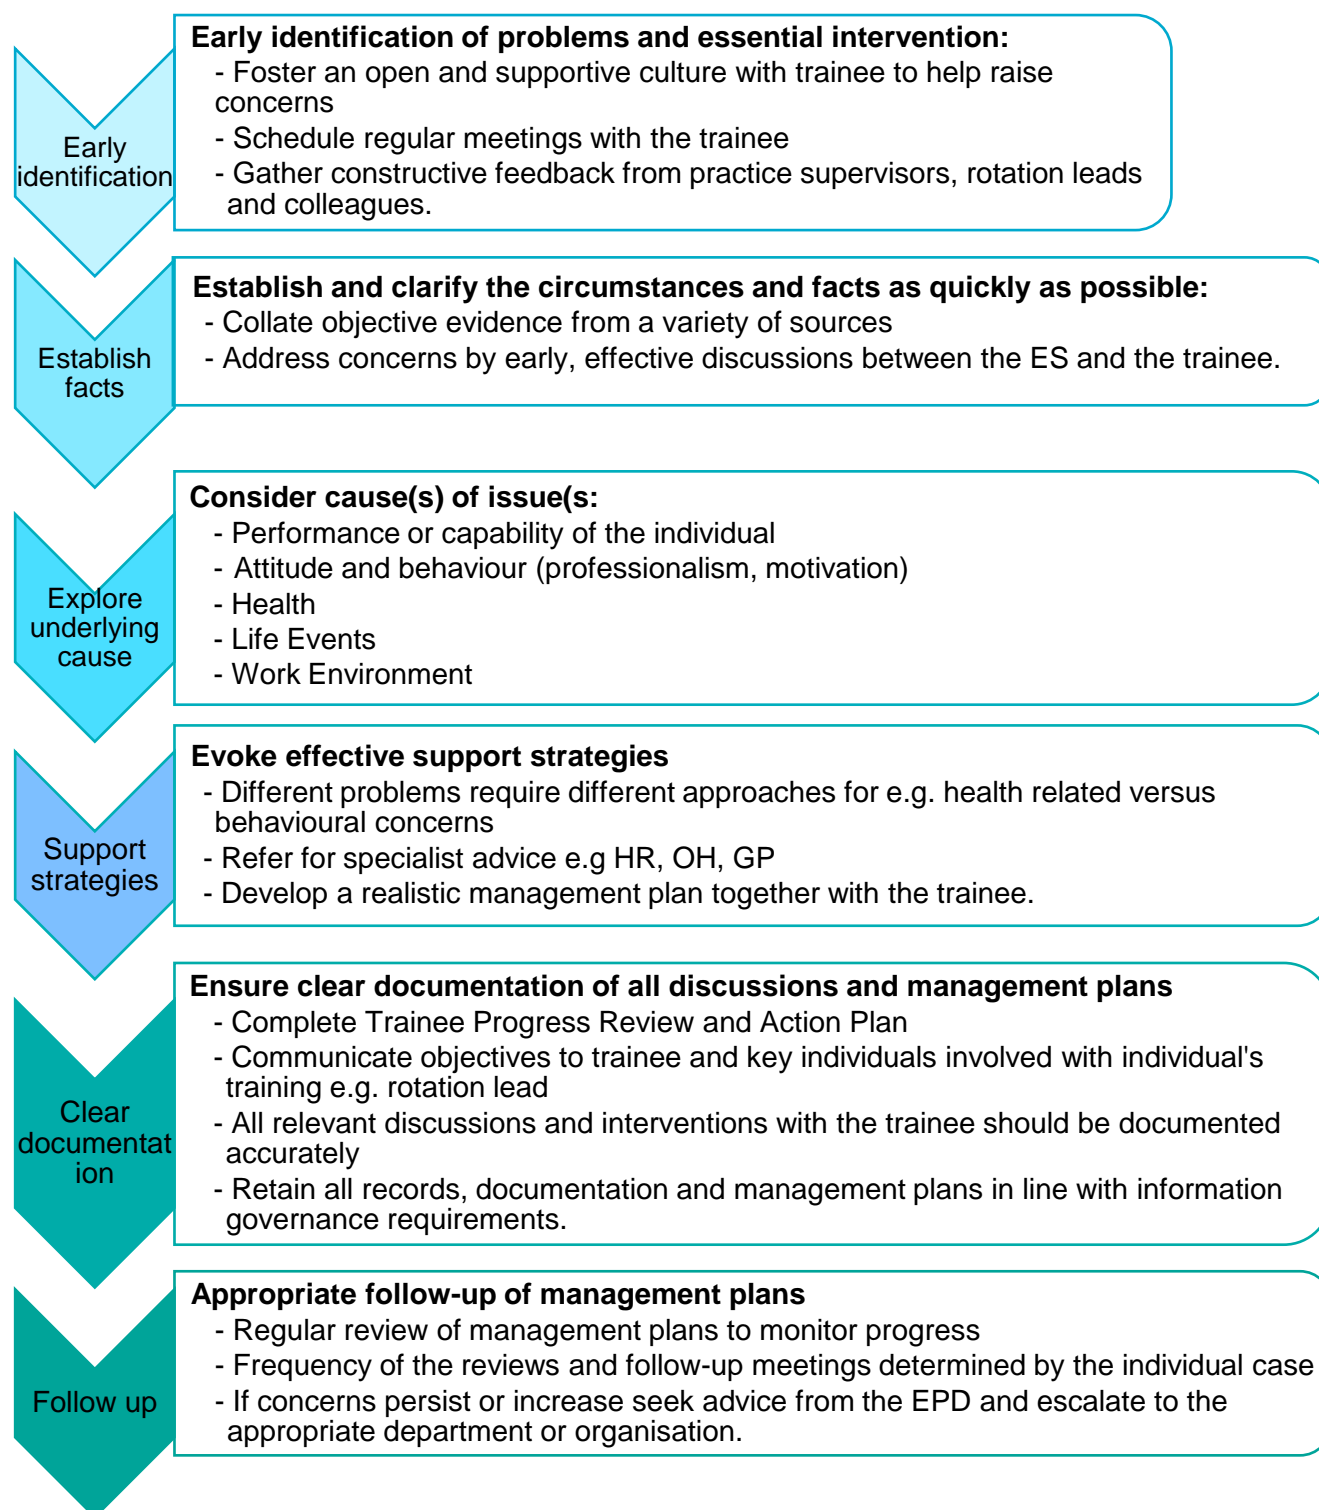 Early
identification
Early identification of problems and essential intervention:
- Foster an open and supportive culture with trainee to help raise
concerns
- Schedule regular meetings with the trainee
- Gather constructive feedback from practice supervisors, rotation leads
and colleagues.
Establish
facts
Establish and clarify the circumstances and facts as quickly as possible:
- Collate objective evidence from a variety of sources
- Address concerns by early, effective discussions between the ES and the trainee.
Explore
underlying
cause
Consider cause(s) of issue(s:
- Performance or capability of the individual
- Attitude and behaviour (professionalism, motivation)
- Health
- Life Events
- Work Environment
Support
strategies
Evoke effective support strategies
- Different problems require different approaches for e.g. health related versus
behavioural concerns
- Refer for specialist advice e.g HR, OH, GP
- Develop a realistic management plan together with the trainee.
Clear
documentat
ion
Ensure clear documentation of all discussions and management plans
- Complete Trainee Progress Review and Action Plan
- Communicate objectives to trainee and key individuals involved with individual's
training e.g. rotation lead
- All relevant discussions and interventions with the trainee should be documented
accurately
- Retain all records, documentation and management plans in line with information
governance requirements.
Follow up
Appropriate follow-up of management plans
- Regular review of management plans to monitor progress
- Frequency of the reviews and follow-up meetings determined by the individual case
- If concerns persist or increase seek advice from the EPD and escalate to the
appropriate department or organisation.